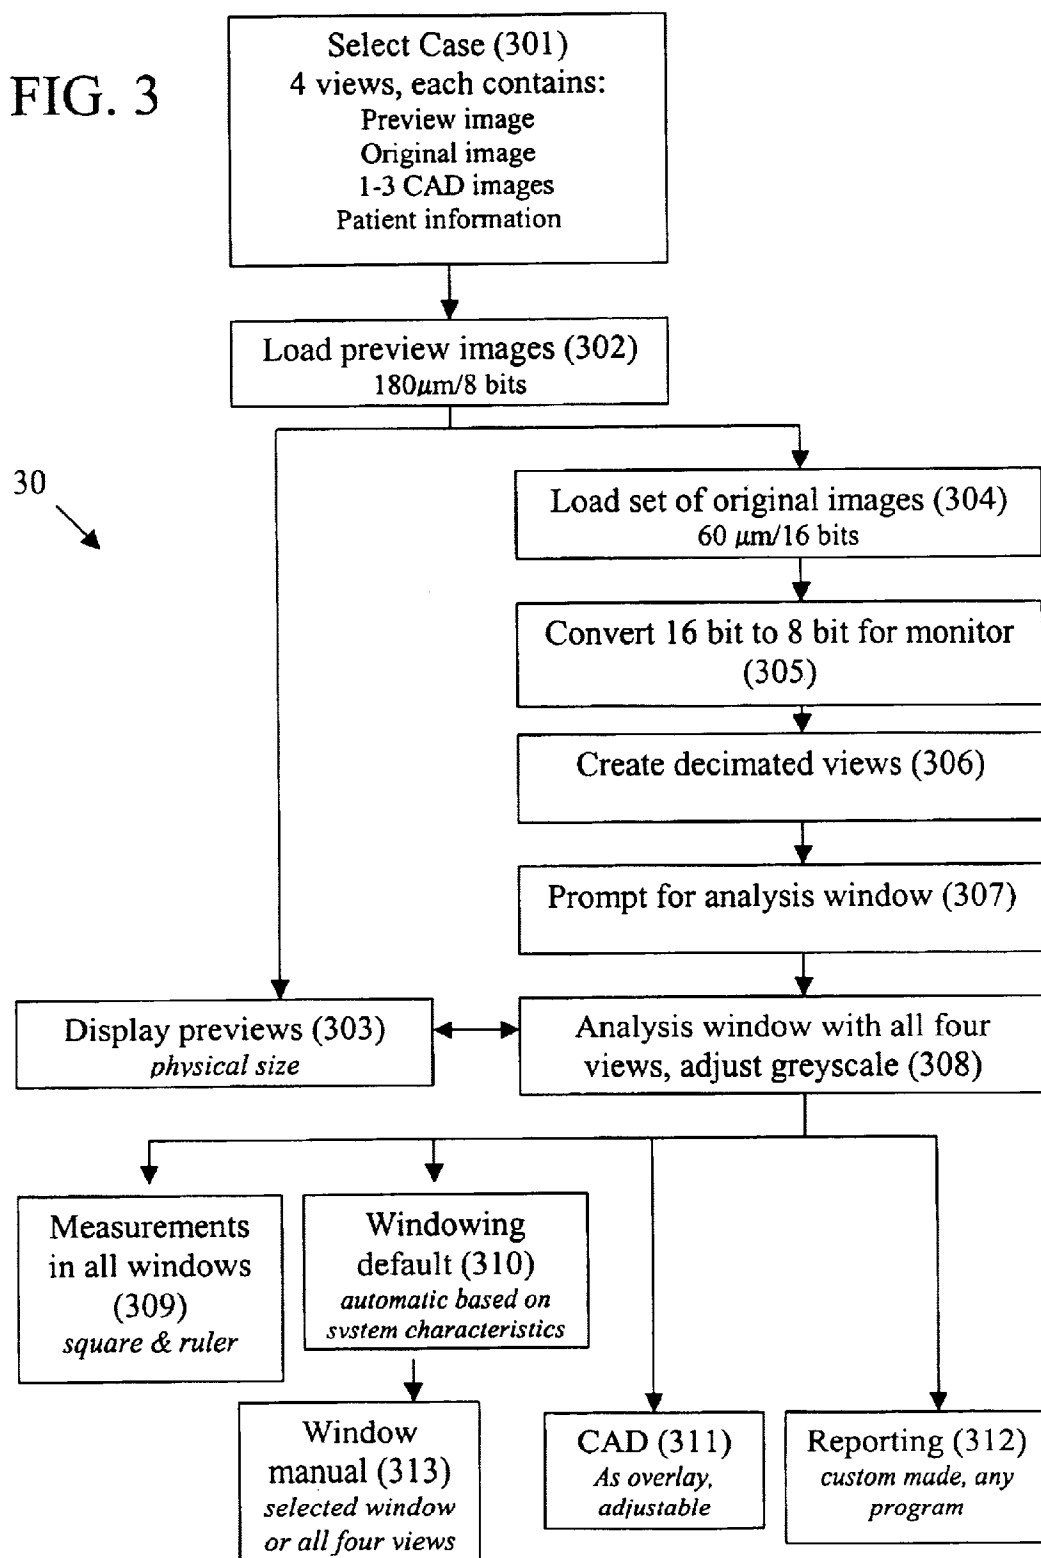 FIG. 3
Select Case (301)
4 views, each contains:
Preview image
Original image
1-3 CAD images
Patient information
Load preview images (302)
180µm/8 bits
30
Load set of original images (304)
60 µm/16 bits
Convert 16 bit to 8 bit for monitor
(305)
Create decimated views (306)
Prompt for analysis window (307)
Display previews (303)
physical size
Analysis window with all four
views, adjust greyscale (308)
Measurements
in all windows
(309)
square & ruler
Windowing
default (310)
automatic based on
system characteristics
Window
manual (313)
selected window
or all four views
CAD (311)
As overlay,
adjustable
Reporting (312)
custom made, any
program